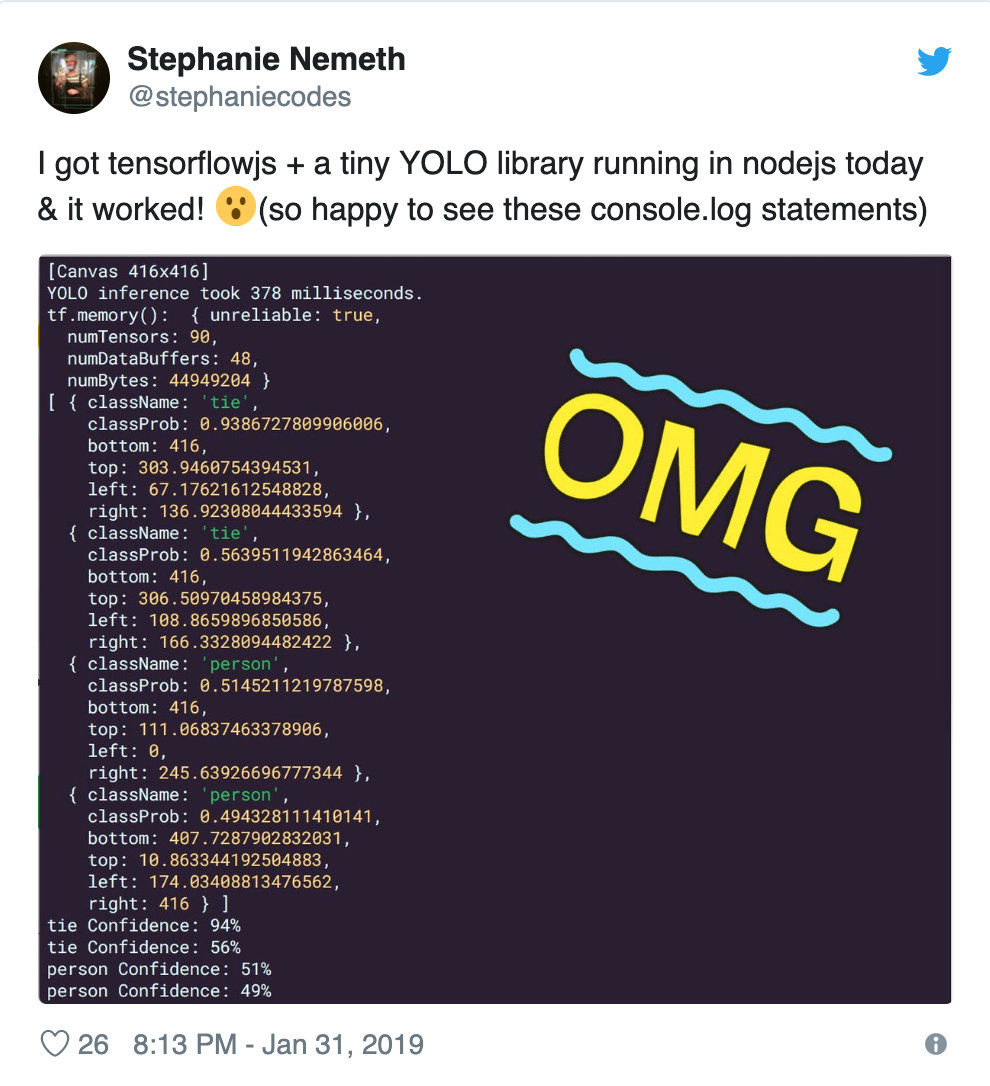 Stephanie Nemeth
@stephaniecodes
I got tensorflowjs + a tiny YOLO library running in nodejs today
& it worked! 😮(so happy to see these console.log statements)
[Canvas 416x416]
YOLO inference took 378 milliseconds.
tf.memory():  { unreliable: true,
  numTensors: 90,
  numDataBuffers: 48,
  numBytes: 44949204 }
[ { className: 'tie',
    classProb: 0.9386727809906006,
    bottom: 416,
    top: 303.9460754394531,
    left: 67.17621612548828,
    right: 136.92308044433594 },
  { className: 'tie',
    classProb: 0.5639511942863464,
    bottom: 416,
    top: 306.50970458984375,
    left: 108.8659896850586,
    right: 166.3328094482422 },
  { className: 'person',
    classProb: 0.5145211219787598,
    bottom: 416,
    top: 111.06837463378906,
    left: 0,
    right: 245.63926696777344 },
  { className: 'person',
    classProb: 0.494328111410141,
    bottom: 407.7287902832031,
    top: 10.863344192504883,
    left: 174.03408813476562,
    right: 416 } ]
tie Confidence: 94%
tie Confidence: 56%
person Confidence: 51%
person Confidence: 49%
OMG
26 8:13 PM - Jan 31, 2019